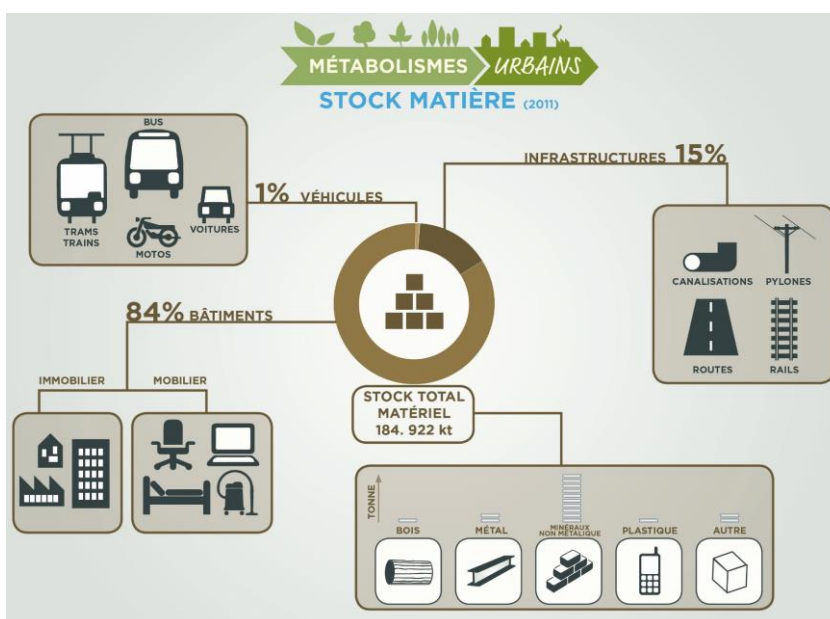 MÉTABOLISMES URBAINS
STOCK MATIÈRE (2011)
BUS
TRAMS
TRAINS
MOTOS
VOITURES
1% VÉHICULES
INFRASTRUCTURES 15%
CANALISATIONS
PYLONES
ROUTES
RAILS
84% BÂTIMENTS
IMMOBILIER
MOBILIER
STOCK TOTAL
MATÉRIEL
184. 922 kt
TONNE
BOIS
MÉTAL
MINÉRAUX
NON MÉTALIQUE
PLASTIQUE
AUTRE